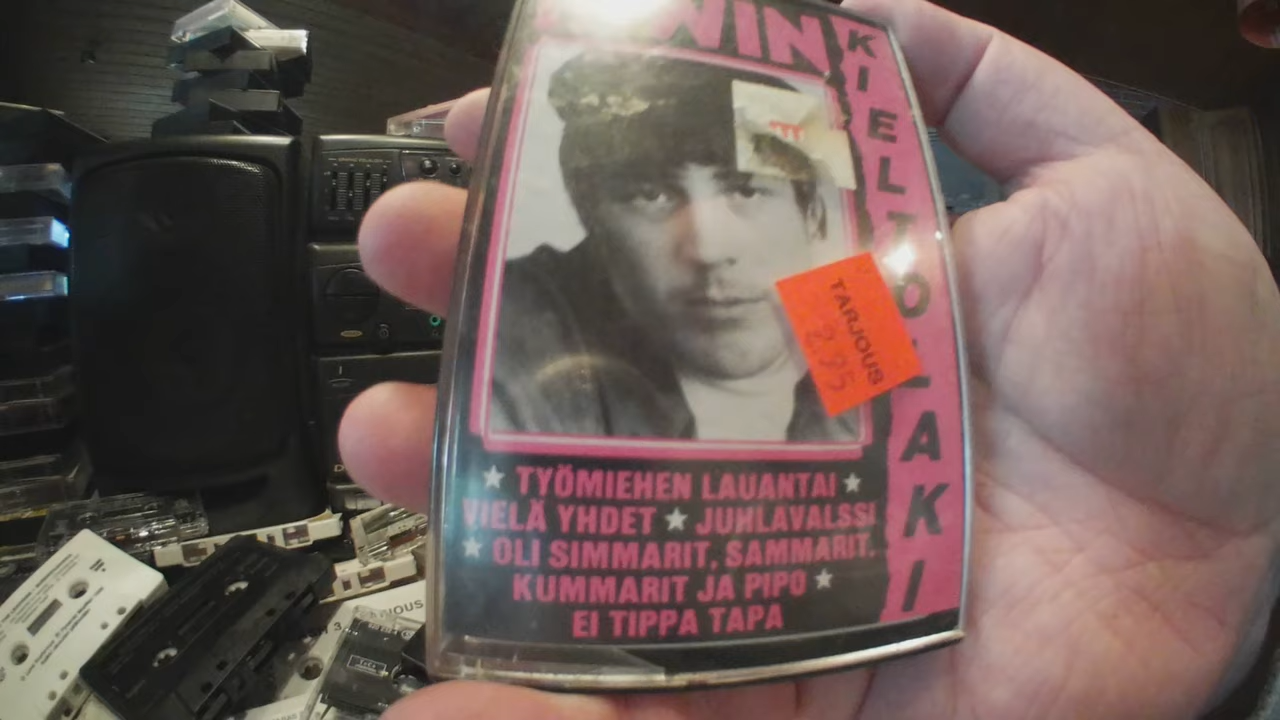 WIN
KIELTOLAKI
TARJOUS
2.95
★ TYÖMIEHEN LAUANTAI ★
VIELÄ YHDET ★ JUHLAVALSSI
★ OLI SIMMARIT, SAMMARIT,
KUMMARIT JA PIPO ★
EI TIPPA TAPA